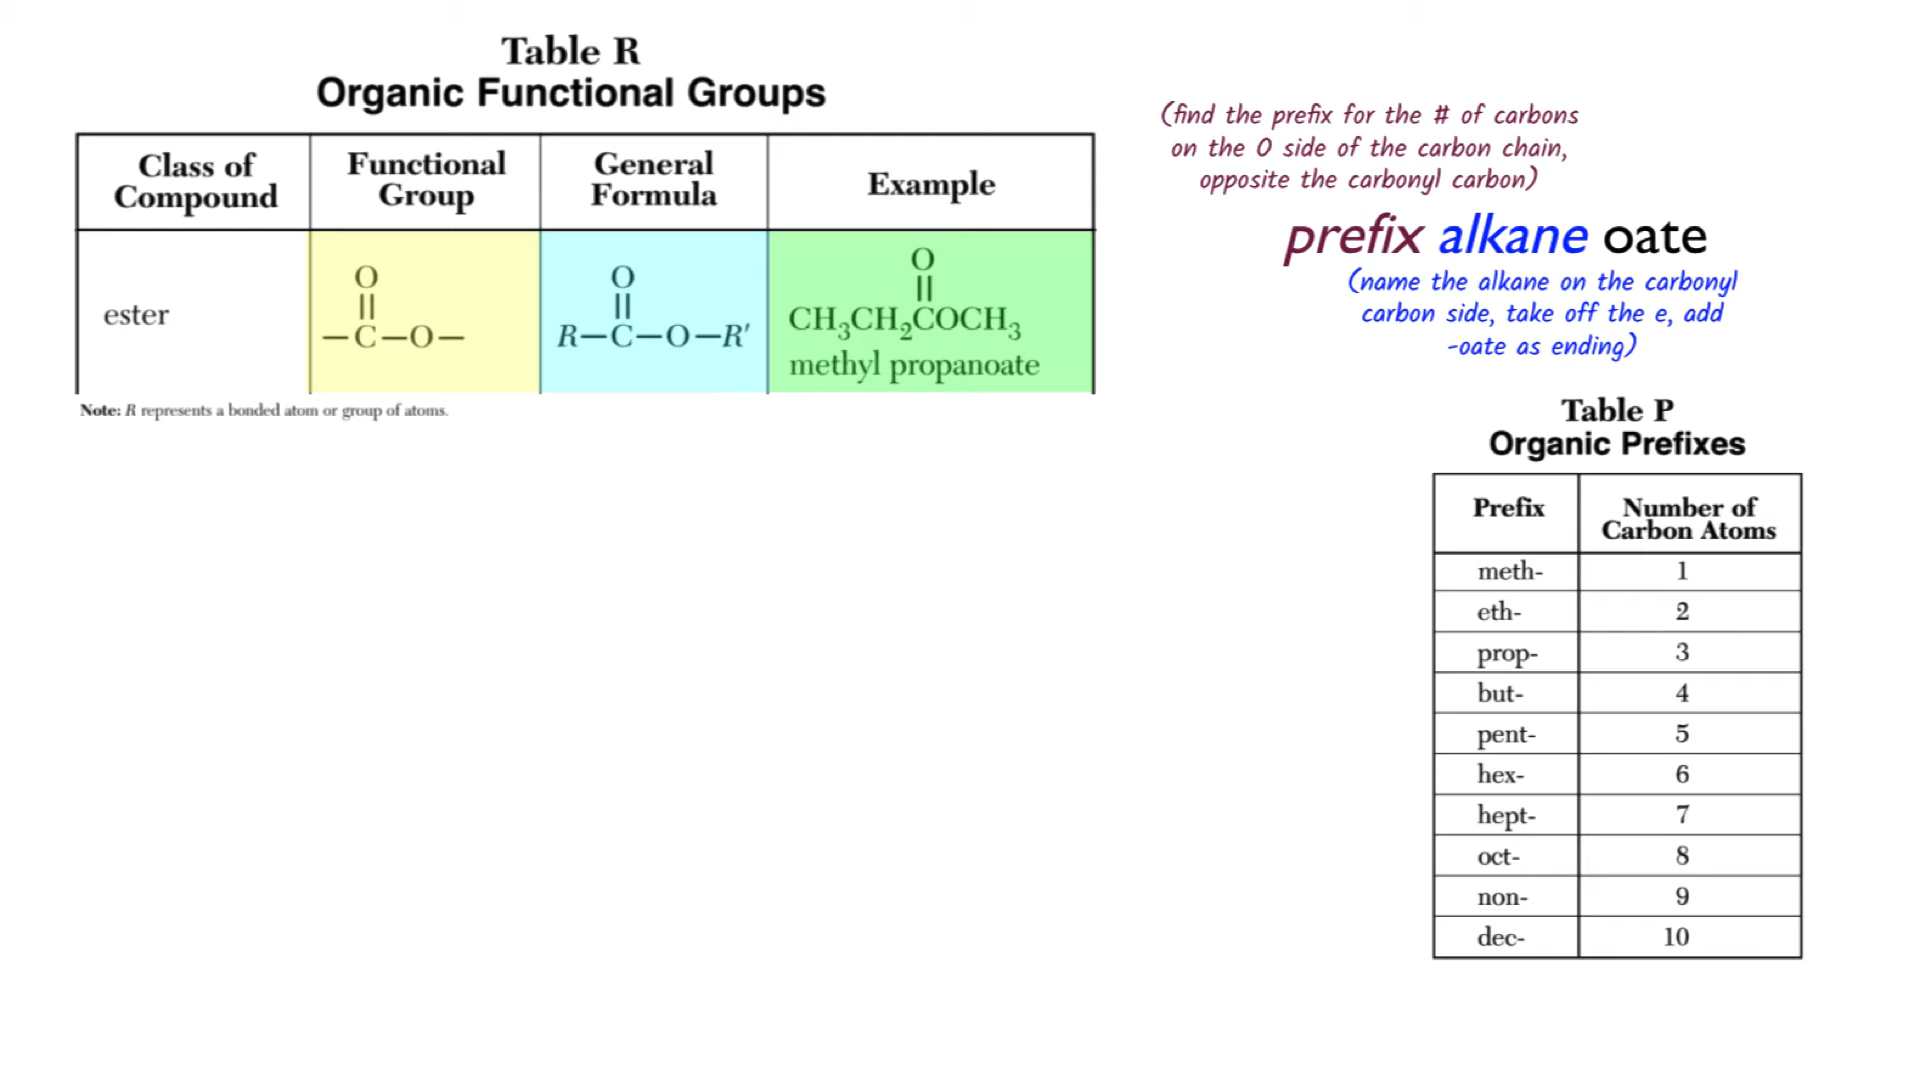 Table R
Organic Functional Groups
Class of Compound
Functional Group
General Formula
Example
ester
O
||
—C—O—
O
||
R—C—O—R′
O
||
CH₃CH₂COCH₃
methyl propanoate
Note: R represents a bonded atom or group of atoms.
(find the prefix for the # of carbons
on the O side of the carbon chain,
opposite the carbonyl carbon)
prefix alkane oate
(name the alkane on the carbonyl
carbon side, take off the e, add
-oate as ending)
Table P
Organic Prefixes
Prefix
Number of Carbon Atoms
meth- 1
eth- 2
prop- 3
but- 4
pent- 5
hex- 6
hept- 7
oct- 8
non- 9
dec- 10